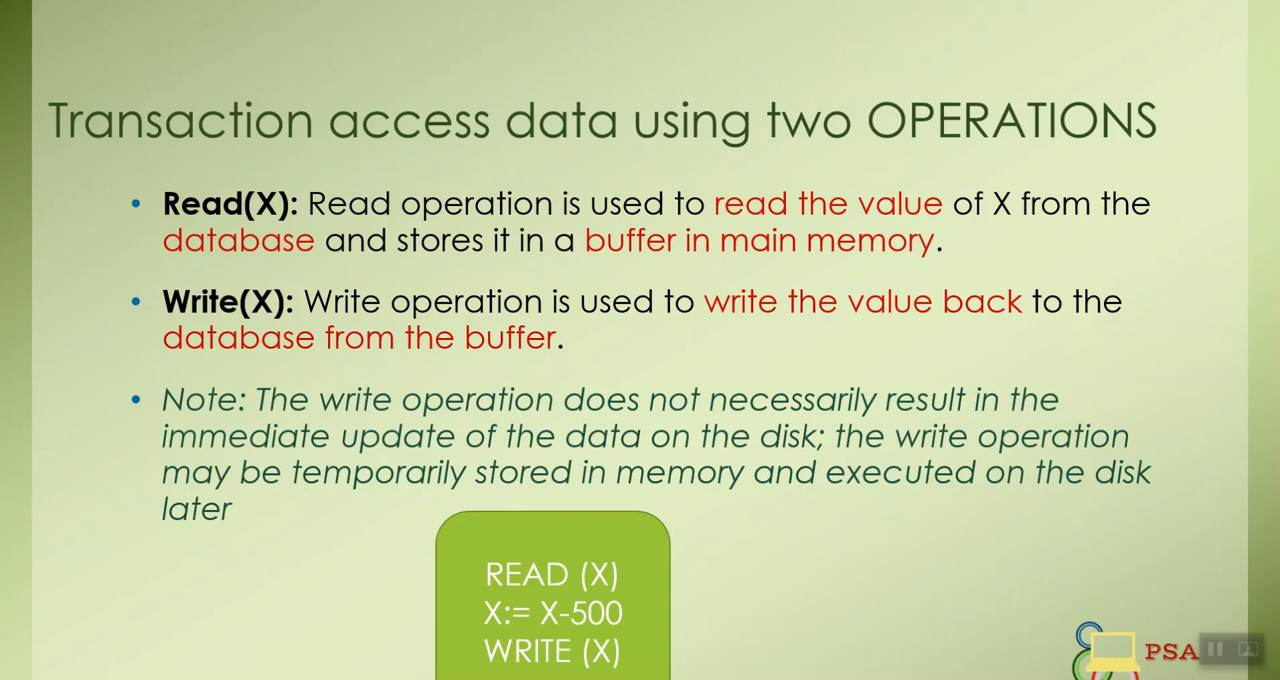 Transaction access data using two OPERATIONS
• Read(X): Read operation is used to read the value of X from the
database and stores it in a buffer in main memory.
• Write(X): Write operation is used to write the value back to the
database from the buffer.
• Note: The write operation does not necessarily result in the
immediate update of the data on the disk; the write operation
may be temporarily stored in memory and executed on the disk
later
READ (X)
X:= X-500
WRITE (X)
PSA